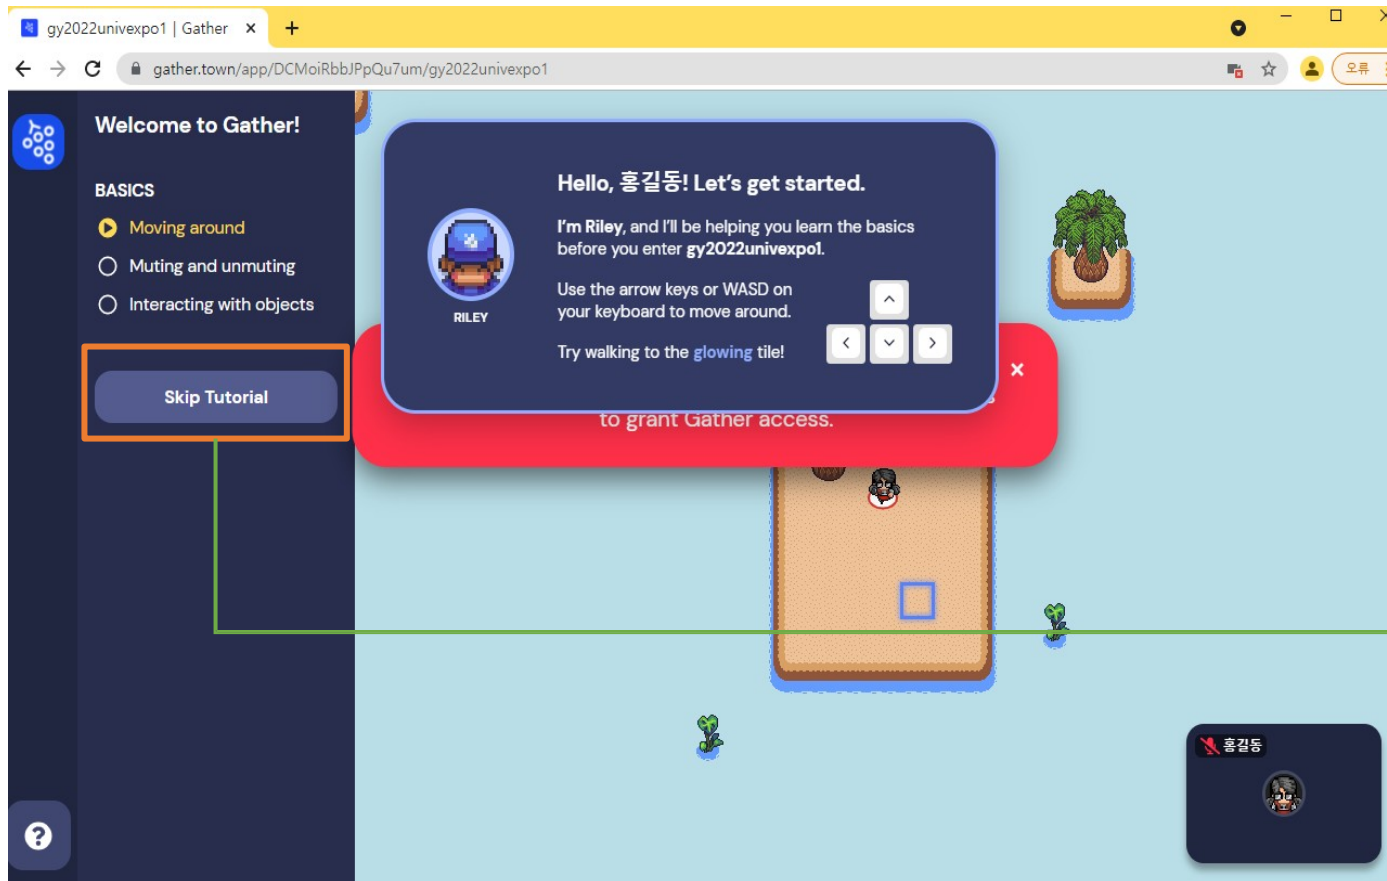 gy2022univexpo1 | Gather
gather.town/app/DCMoiRbbJPpQu7um/gy2022univexpo1
오류
Welcome to Gather!
BASICS
Moving around
Muting and unmuting
Interacting with objects
Skip Tutorial
Hello, 홍길동! Let's get started.
I'm Riley, and I'll be helping you learn the basics
before you enter gy2022univexpo1.
Use the arrow keys or WASD on
your keyboard to move around.
Try walking to the glowing tile!
RILEY
to grant Gather access.
홍길동